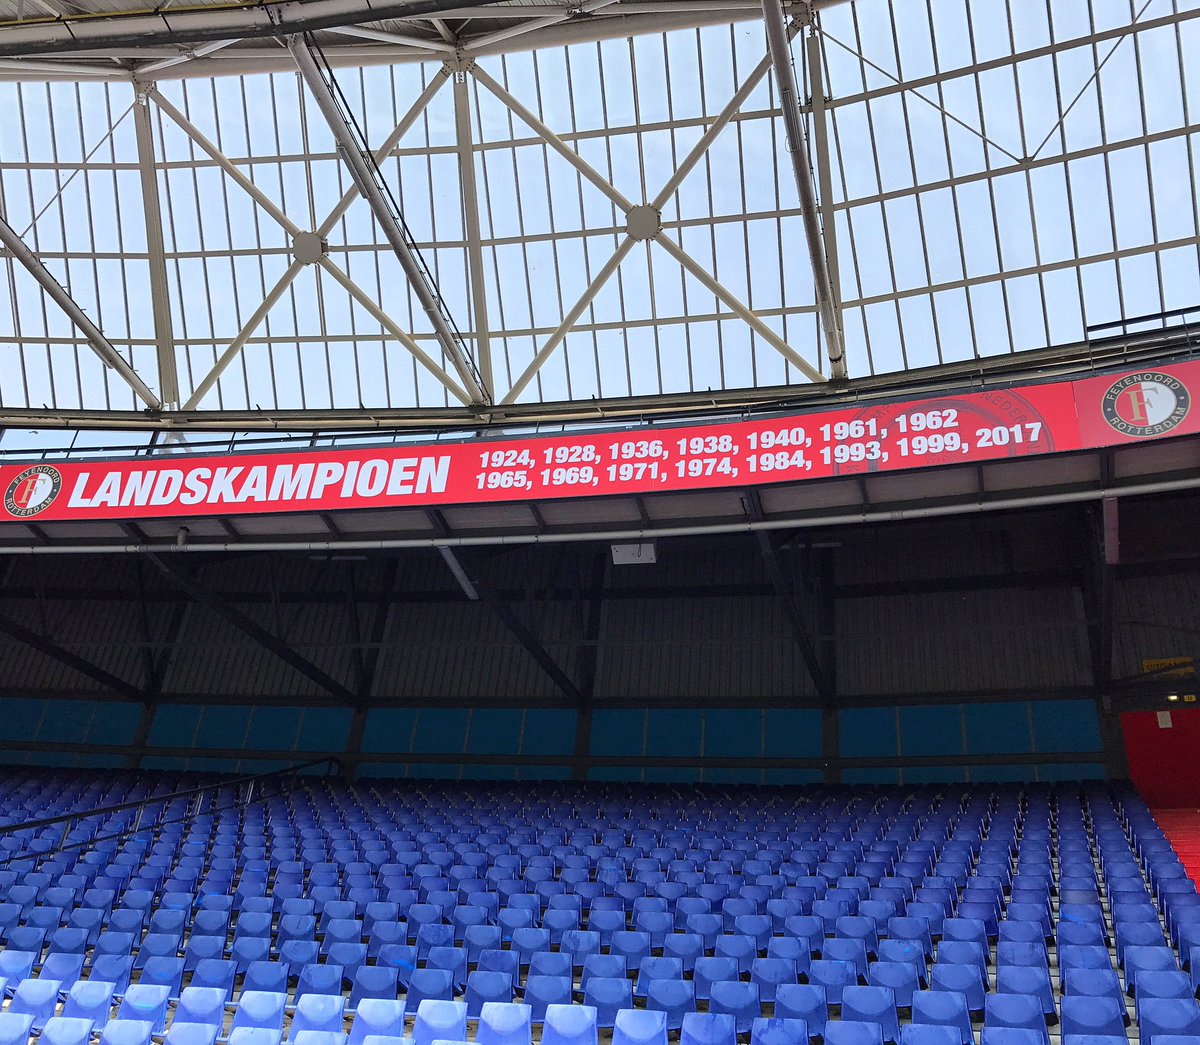 FEYENOORD
ROTTERDAM
F
LANDSKAMPIOEN
1924, 1928, 1936, 1938, 1940, 1961, 1962
1965, 1969, 1971, 1974, 1984, 1993, 1999, 2017
FEYENOORD
ROTTERDAM
F
UITGANG